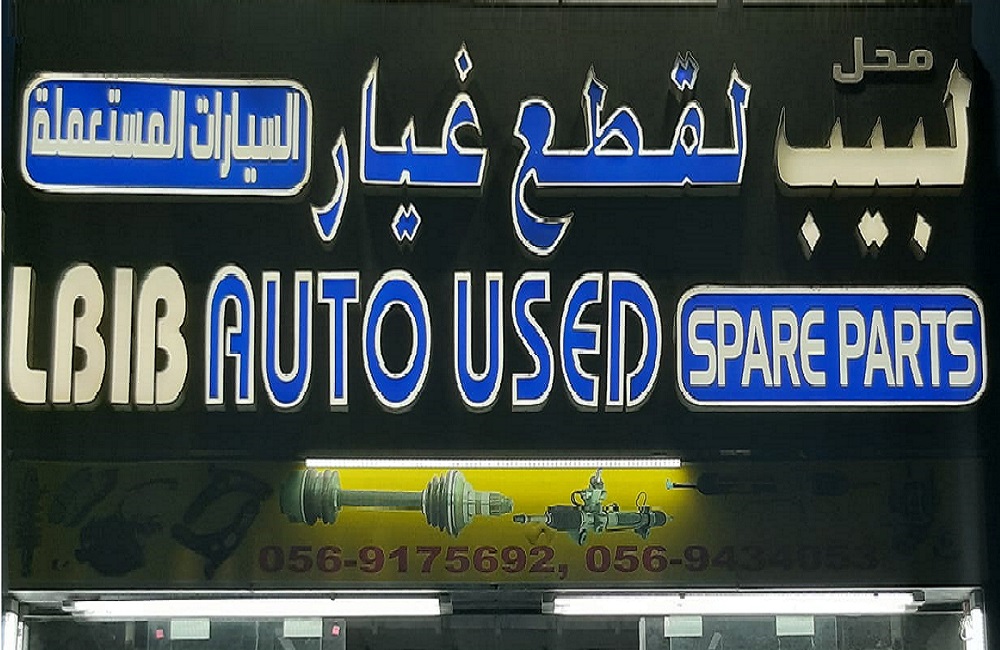 محل
لبيب لقطع غيار السيارات المستعملة
LBIB AUTO USED SPARE PARTS
056-9175692,